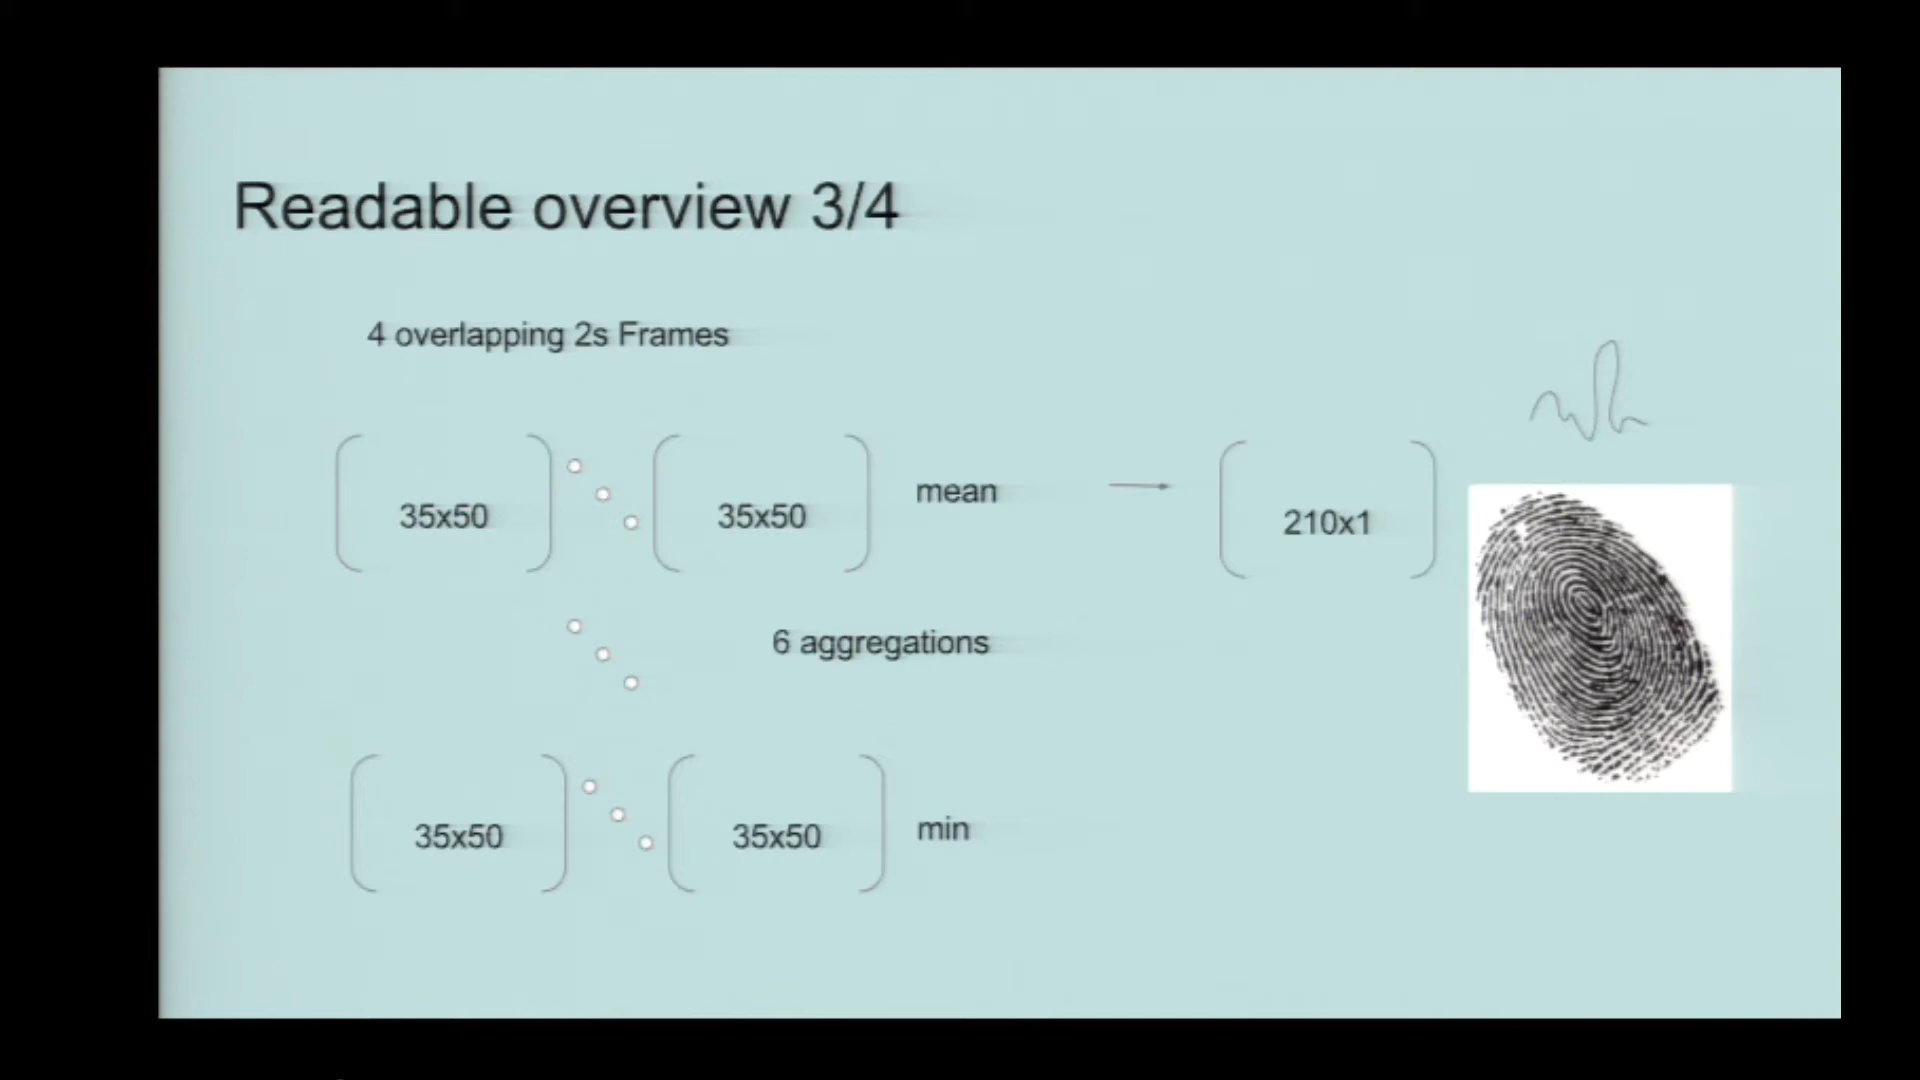 Readable overview 3/4
4 overlapping 2s Frames
35x50
35x50
mean
210x1
6 aggregations
35x50
35x50
min